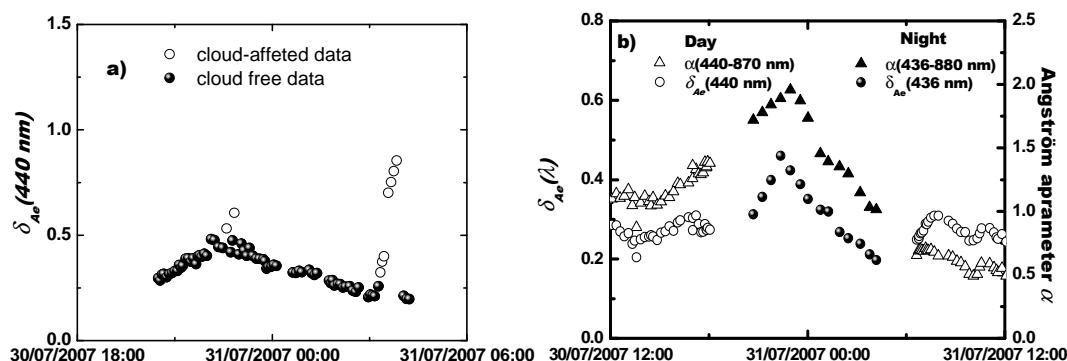 1.5
1.0
0.5
0.0
δAe(440 nm)
a)
cloud-affeted data
cloud free data
30/07/2007 18:00
31/07/2007 00:00
31/07/2007 06:00
0.8
0.6
0.4
0.2
0.0
δAe(λ)
b)
Day
Night
α(440-870 nm)
α(436-880 nm)
δAe(440 nm)
δAe(436 nm)
2.5
2.0
1.5
1.0
0.5
0.0
Angström aprameter α
30/07/2007 12:00
31/07/2007 00:00
31/07/2007 12:00